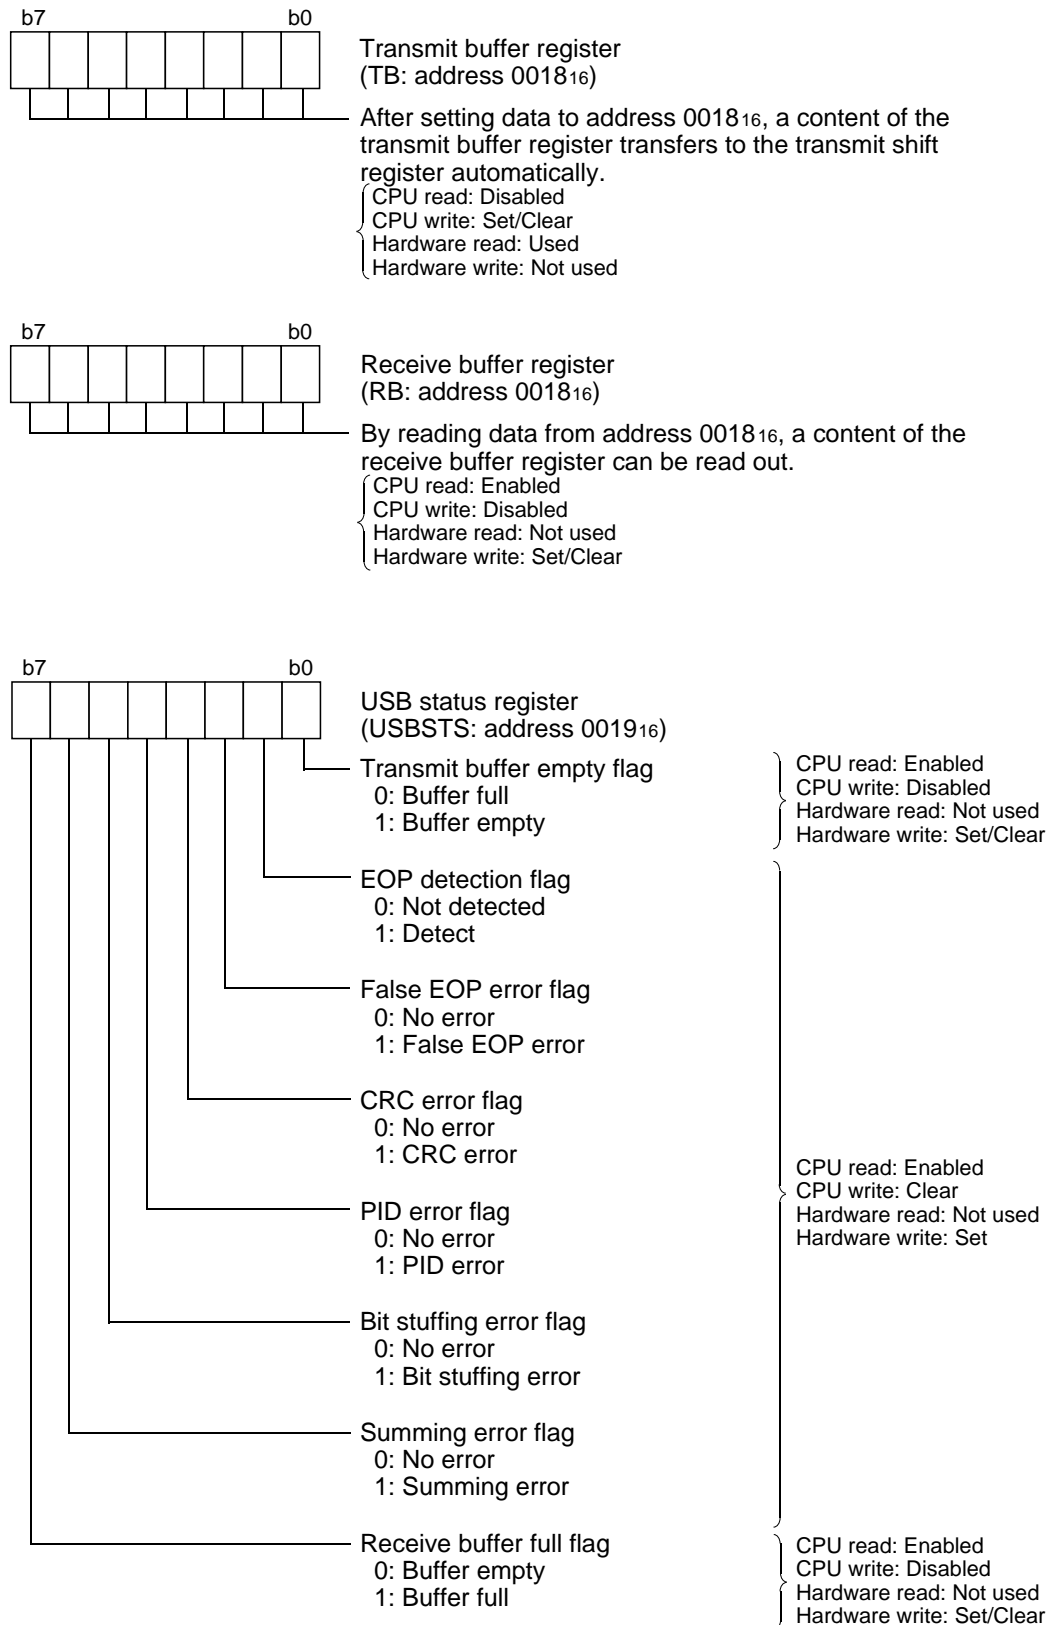 b7 b0
Transmit buffer register
(TB: address 001816)
After setting data to address 001816, a content of the
transmit buffer register transfers to the transmit shift
register automatically.
CPU read: Disabled
CPU write: Set/Clear
Hardware read: Used
Hardware write: Not used
b7 b0
Receive buffer register
(RB: address 001816)
By reading data from address 001816, a content of the
receive buffer register can be read out.
CPU read: Enabled
CPU write: Disabled
Hardware read: Not used
Hardware write: Set/Clear
b7 b0
USB status register
(USBSTS: address 001916)
Transmit buffer empty flag
0: Buffer full
1: Buffer empty
CPU read: Enabled
CPU write: Disabled
Hardware read: Not used
Hardware write: Set/Clear
EOP detection flag
0: Not detected
1: Detect
False EOP error flag
0: No error
1: False EOP error
CRC error flag
0: No error
1: CRC error
PID error flag
0: No error
1: PID error
Bit stuffing error flag
0: No error
1: Bit stuffing error
Summing error flag
0: No error
1: Summing error
CPU read: Enabled
CPU write: Clear
Hardware read: Not used
Hardware write: Set
Receive buffer full flag
0: Buffer empty
1: Buffer full
CPU read: Enabled
CPU write: Disabled
Hardware read: Not used
Hardware write: Set/Clear